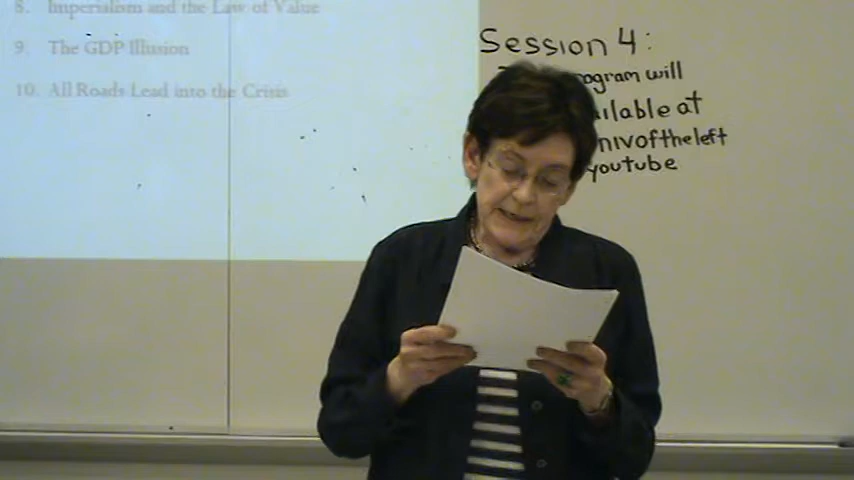 8. Imperialism and the Law of Value
9. The GDP Illusion
10. All Roads Lead into the Crisis
Session 4:
ogram will
ilable at
nivoftheleft
youtube